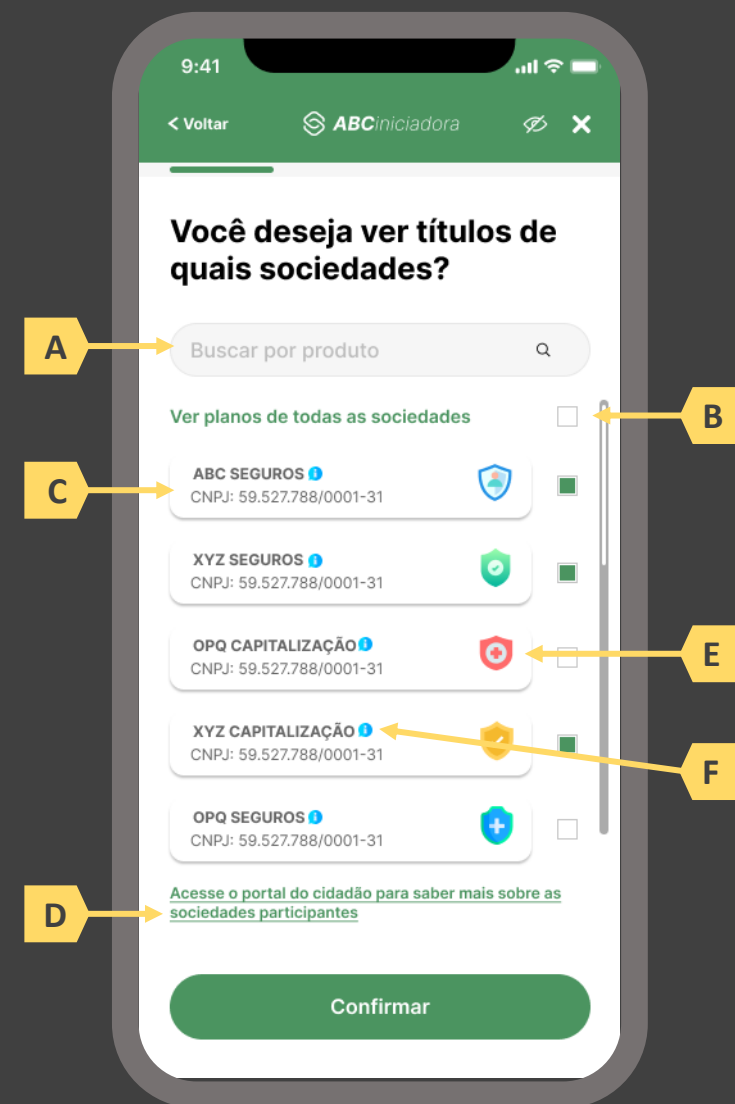 9:41
Voltar
ABCiniciadora
Você deseja ver títulos de
quais sociedades?
A
Buscar por produto
Ver planos de todas as sociedades
B
C
ABC SEGUROS
CNPJ: 59.527.788/0001-31
XYZ SEGUROS
CNPJ: 59.527.788/0001-31
OPQ CAPITALIZAÇÃO
CNPJ: 59.527.788/0001-31
E
XYZ CAPITALIZAÇÃO
CNPJ: 59.527.788/0001-31
F
OPQ SEGUROS
CNPJ: 59.527.788/0001-31
D
Acesse o portal do cidadão para saber mais sobre as
sociedades participantes
Confirmar